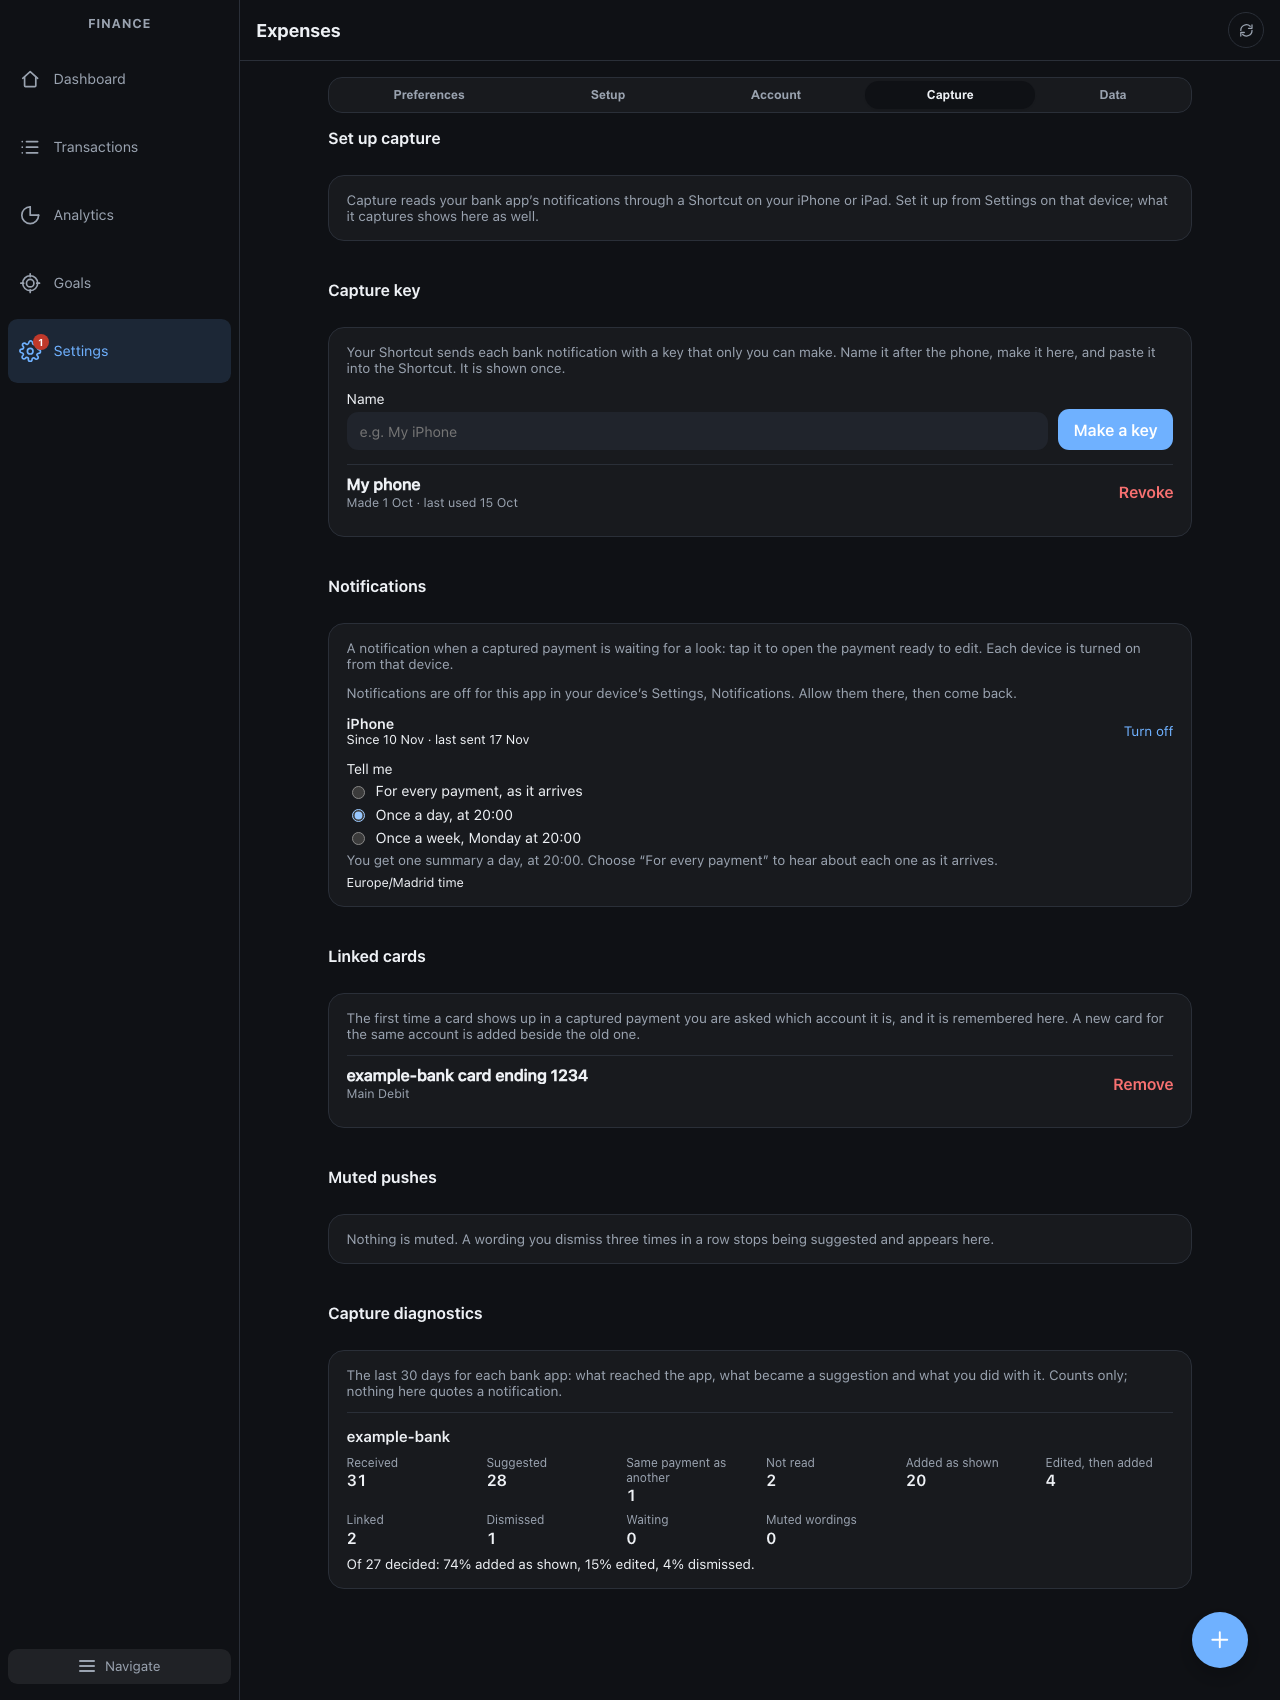 FINANCE
Dashboard
Transactions
Analytics
Goals
1
Settings
Navigate
Expenses
Preferences
Setup
Account
Capture
Data
Set up capture
Capture reads your bank app’s notifications through a Shortcut on your iPhone or iPad. Set it up from Settings on that device; what
it captures shows here as well.
Capture key
Your Shortcut sends each bank notification with a key that only you can make. Name it after the phone, make it here, and paste it
into the Shortcut. It is shown once.
Name
e.g. My iPhone
Make a key
My phone
Made 1 Oct · last used 15 Oct
Revoke
Notifications
A notification when a captured payment is waiting for a look: tap it to open the payment ready to edit. Each device is turned on
from that device.
Notifications are off for this app in your device’s Settings, Notifications. Allow them there, then come back.
iPhone
Since 10 Nov · last sent 17 Nov
Turn off
Tell me
For every payment, as it arrives
Once a day, at 20:00
Once a week, Monday at 20:00
You get one summary a day, at 20:00. Choose “For every payment” to hear about each one as it arrives.
Europe/Madrid time
Linked cards
The first time a card shows up in a captured payment you are asked which account it is, and it is remembered here. A new card for
the same account is added beside the old one.
example-bank card ending 1234
Main Debit
Remove
Muted pushes
Nothing is muted. A wording you dismiss three times in a row stops being suggested and appears here.
Capture diagnostics
The last 30 days for each bank app: what reached the app, what became a suggestion and what you did with it. Counts only;
nothing here quotes a notification.
example-bank
Received
31
Suggested
28
Same payment as
another
1
Not read
2
Added as shown
20
Edited, then added
4
Linked
2
Dismissed
1
Waiting
0
Muted wordings
0
Of 27 decided: 74% added as shown, 15% edited, 4% dismissed.